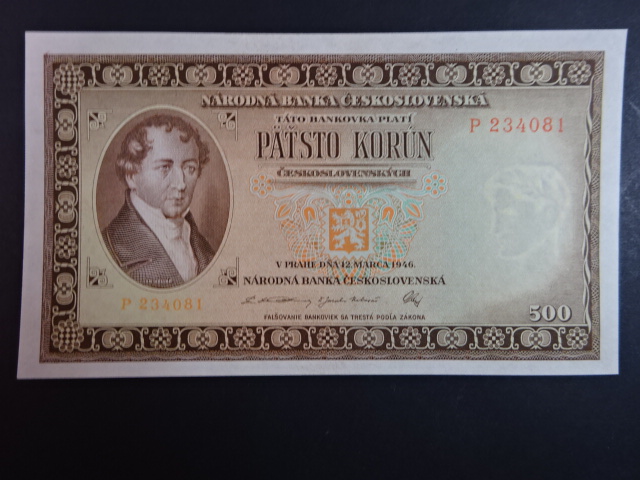 NÁRODNÁ BANKA ČESKOSLOVENSKÁ
TÁTO BANKOVKA PLATÍ
P 234081
PÄŤSTO KORÚN
ČESKOSLOVENSKÝCH
V PRAHE DŇA 12. MARCA 1946.
NÁRODNÁ BANKA ČESKOSLOVENSKÁ
P 234081
500
FALŠOVANIE BANKOVIEK SA TRESTÁ PODĽA ZÁKONA